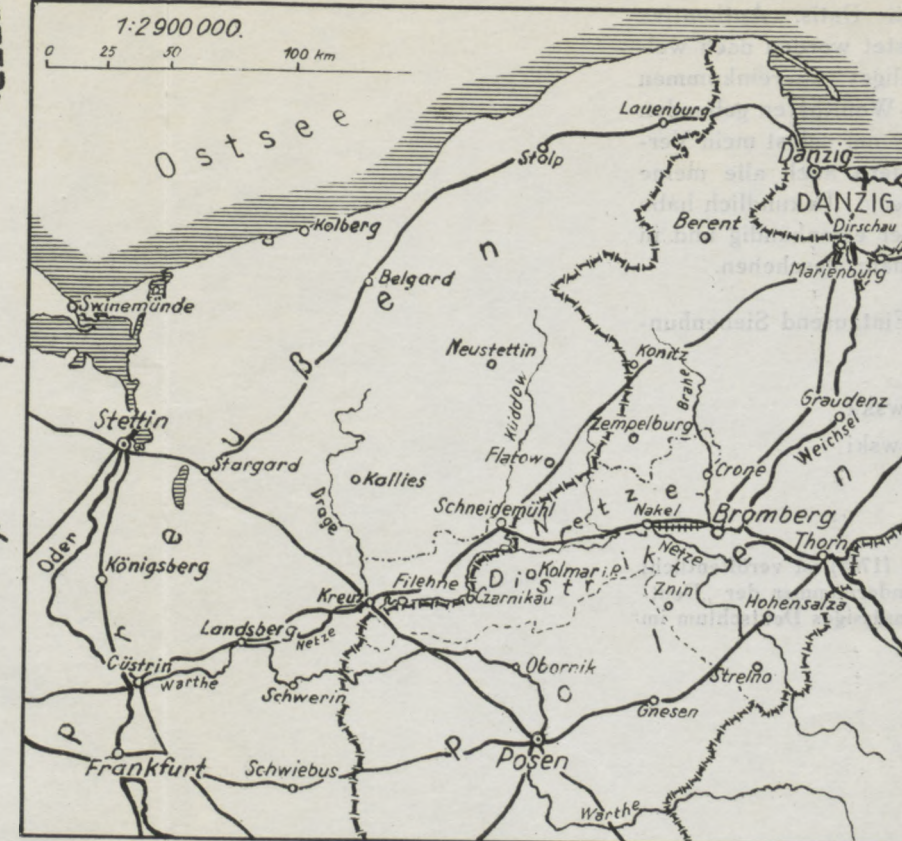 1:2 900 000.
0 25 50 100 km
Ostsee
Lauenburg
Stolp
Danzig
DANZIG
Dirschau
Berent
Marienburg
Kolberg
Belgard
Swinemünde
Neustettin
Küddow
Konitz
Brahe
Graudenz
Weichsel
Zempelburg
Stettin
Stargard
Flatow
Crone
Kallies
Drage
Schneidemühl
Nakel
Bromberg
Thorn
Oder
Königsberg
Netze
Distrikt
Kolmar i.P.
Netze
Filehne
Czarnikau
Znin
Kreuz
Hohensalza
Landsberg
Netze
Cüstrin
Warthe
Schwerin
Obornik
Strelno
Gnesen
Frankfurt
Schwiebus
Posen
Warthe
Preußen